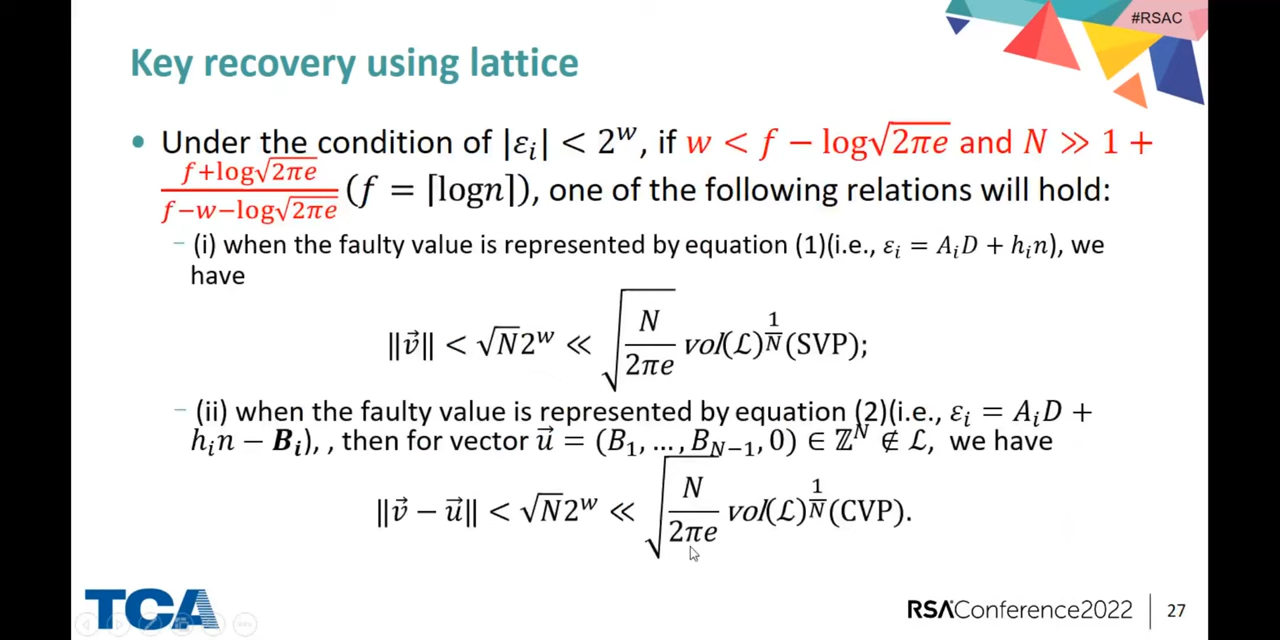 #RSAC
Key recovery using lattice
• Under the condition of |εᵢ| < 2ʷ, if w < f − log√(2πe) and N ≫ 1 +
(f+log√(2πe))/(f−w−log√(2πe)) (f = ⌈logn⌉), one of the following relations will hold:
− (i) when the faulty value is represented by equation (1)(i.e., εᵢ = AᵢD + hᵢn), we
have
‖v⃗‖ < √N2ʷ ≪ √(N/(2πe)) vol(ℒ)^(1/N) (SVP);
− (ii) when the faulty value is represented by equation (2)(i.e., εᵢ = AᵢD +
hᵢn − Bᵢ), , then for vector u⃗ = (B₁, …, B_{N−1}, 0) ∈ ℤᴺ ∉ ℒ, we have
‖v⃗ − u⃗‖ < √N2ʷ ≪ √(N/(2πe)) vol(ℒ)^(1/N) (CVP).
TCA
RSAConference2022
27